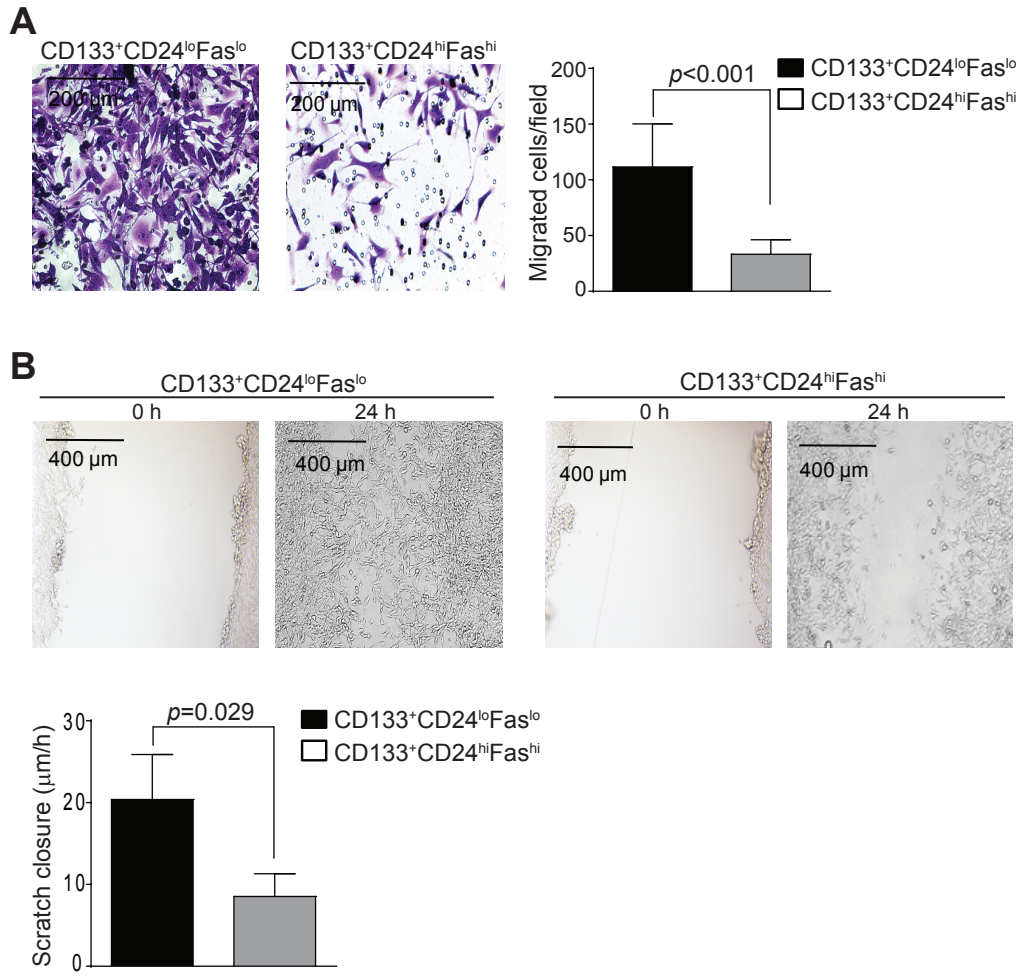 A
CD133⁺CD24ˡᵒFasˡᵒ
CD133⁺CD24ʰⁱFasʰⁱ
200 µm
200 µm
Migrated cells/field
200
150
100
50
0
p<0.001
CD133⁺CD24ˡᵒFasˡᵒ
CD133⁺CD24ʰⁱFasʰⁱ
B
CD133⁺CD24ˡᵒFasˡᵒ
0 h
24 h
400 µm
400 µm
CD133⁺CD24ʰⁱFasʰⁱ
0 h
24 h
400 µm
400 µm
Scratch closure (µm/h)
30
20
10
0
p=0.029
CD133⁺CD24ˡᵒFasˡᵒ
CD133⁺CD24ʰⁱFasʰⁱ